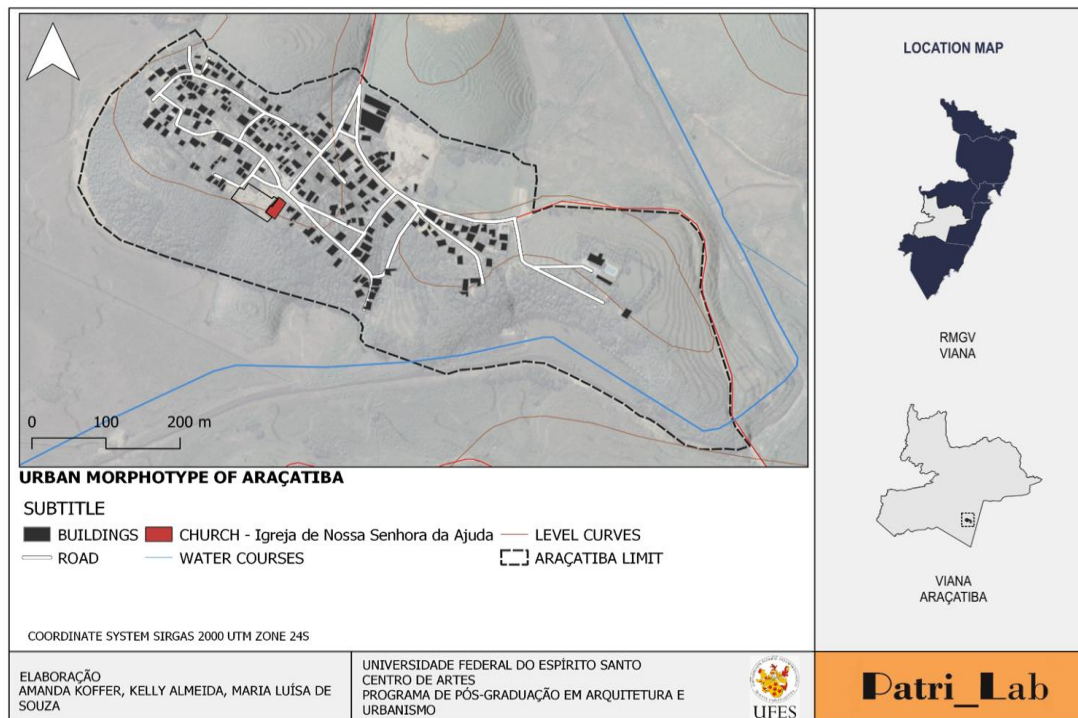 LOCATION MAP
RMGV
VIANA
VIANA
ARAÇATIBA
0 100 200 m
URBAN MORPHOTYPE OF ARAÇATIBA
SUBTITLE
BUILDINGS CHURCH - Igreja de Nossa Senhora da Ajuda LEVEL CURVES
ROAD WATER COURSES ARAÇATIBA LIMIT
COORDINATE SYSTEM SIRGAS 2000 UTM ZONE 24S
ELABORAÇÃO
AMANDA KOFFER, KELLY ALMEIDA, MARIA LUÍSA DE
SOUZA
UNIVERSIDADE FEDERAL DO ESPÍRITO SANTO
CENTRO DE ARTES
PROGRAMA DE PÓS-GRADUAÇÃO EM ARQUITETURA E
URBANISMO
UFES
Patri_Lab